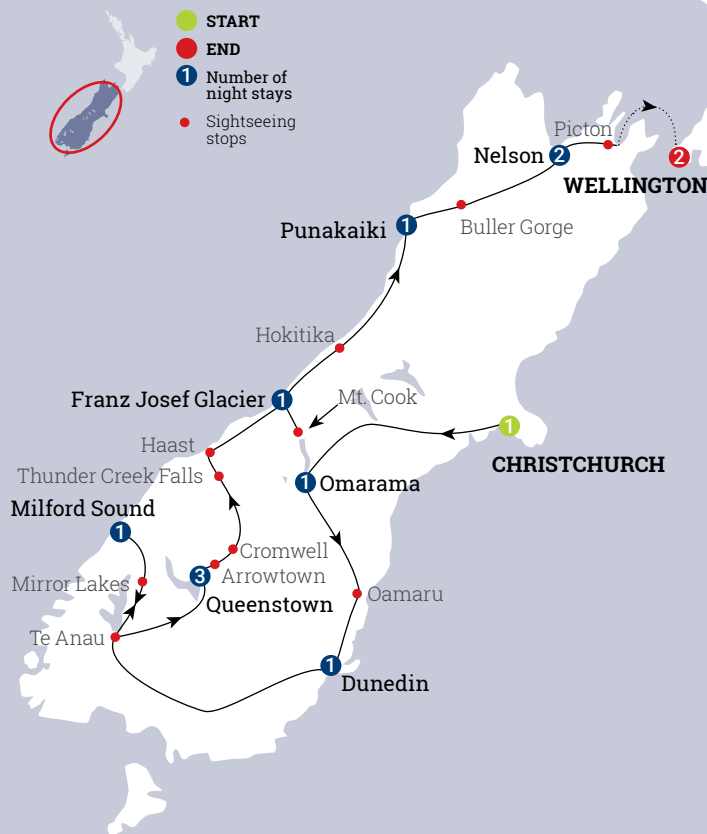 START
END
1 Number of
night stays
Sightseeing
stops
Picton
Nelson 2
2
WELLINGTON
Buller Gorge
Punakaiki 1
Hokitika
Franz Josef Glacier 1
Mt. Cook
1
CHRISTCHURCH
Haast
Thunder Creek Falls
1 Omarama
Milford Sound
1
Cromwell
Arrowtown
3
Queenstown
Mirror Lakes
Oamaru
Te Anau
1
Dunedin